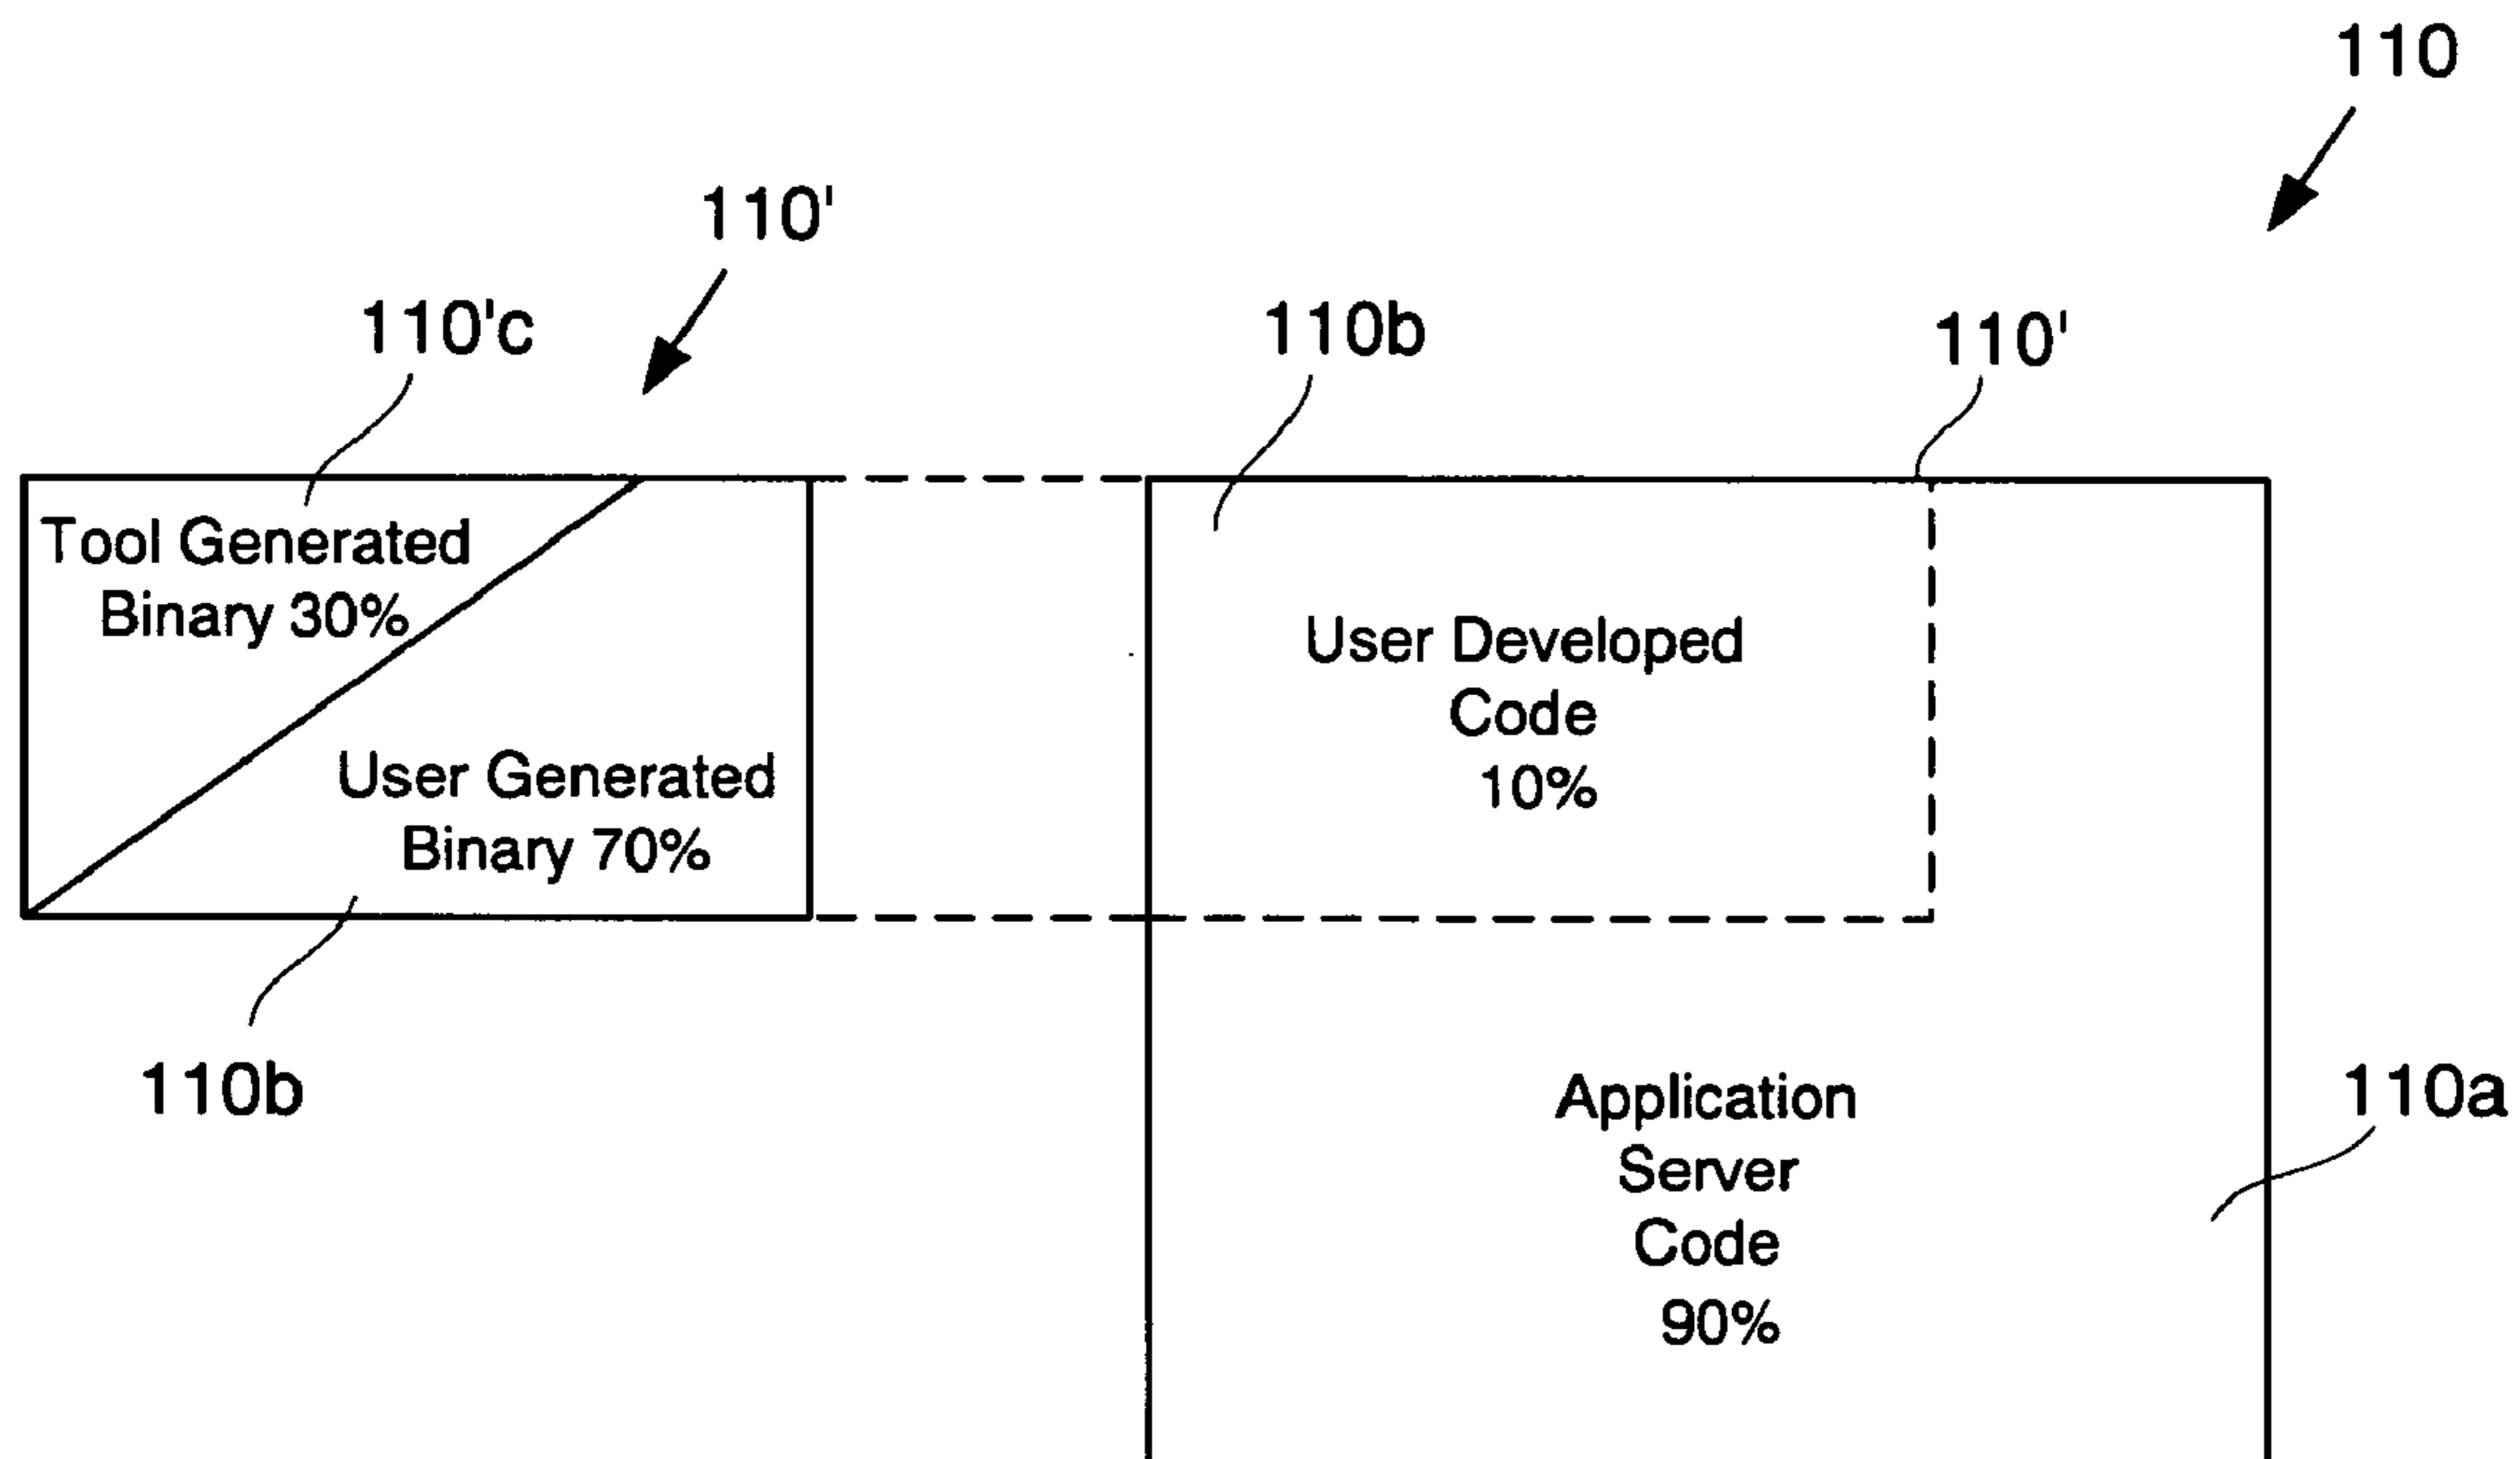 110
110'
110'c
110b
110'
Tool Generated
Binary 30%
User Generated
Binary 70%
User Developed
Code
10%
110b
110a
Application
Server
Code
90%